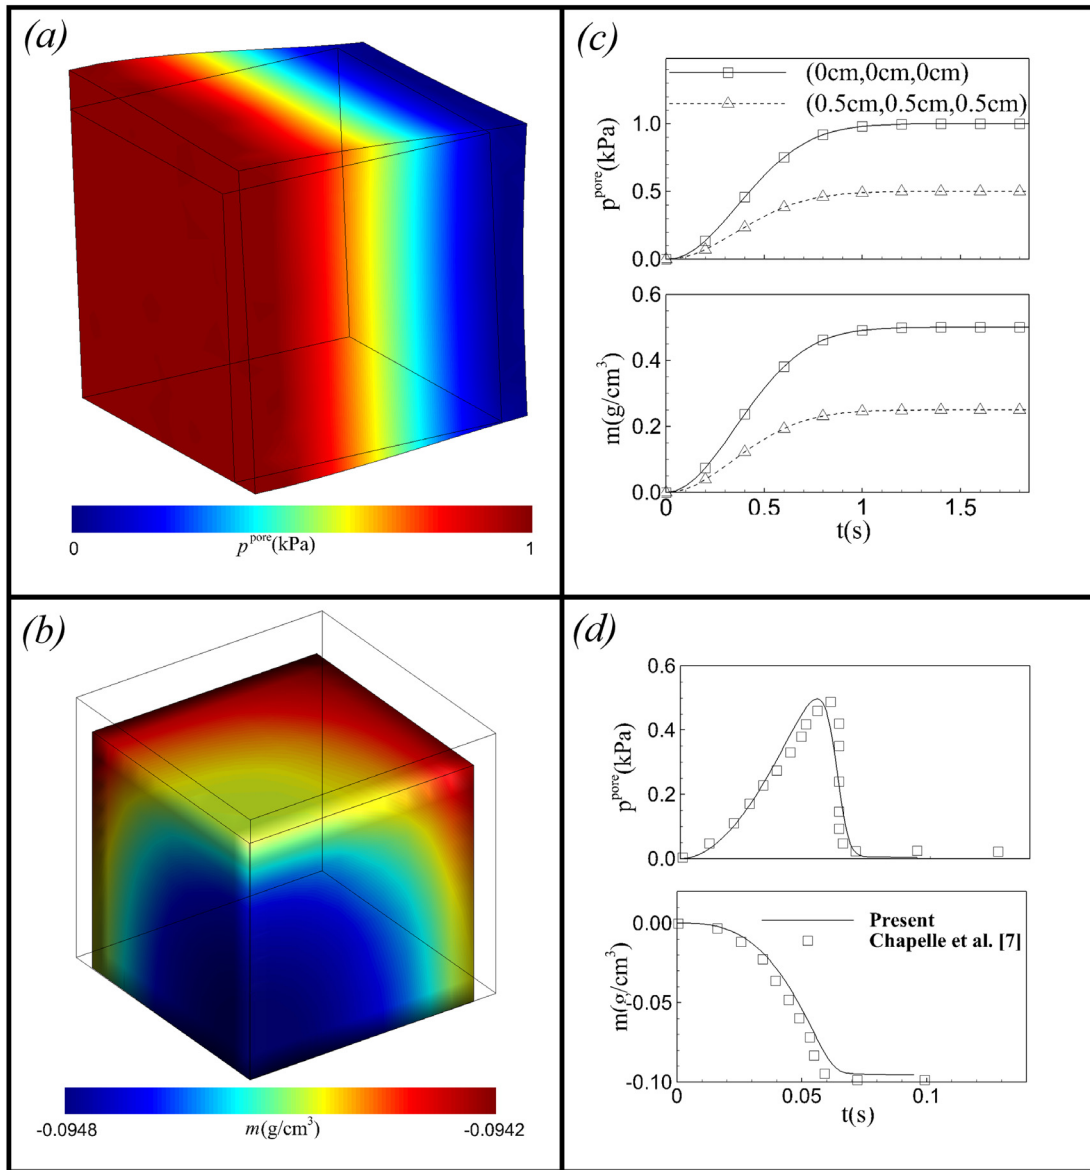 (a)
0
p^pore(kPa)
1
(c)
(0cm,0cm,0cm)
(0.5cm,0.5cm,0.5cm)
1.0
0.5
0.0
p^pore(kPa)
0.6
0.4
0.2
0.0
m(g/cm³)
0
0.5
1
1.5
t(s)
(b)
-0.0948
m(g/cm³)
-0.0942
(d)
0.6
0.4
0.2
0.0
p^pore(kPa)
0.00
-0.05
-0.10
m(g/cm³)
Present
Chapelle et al. [7]
0
0.05
0.1
t(s)